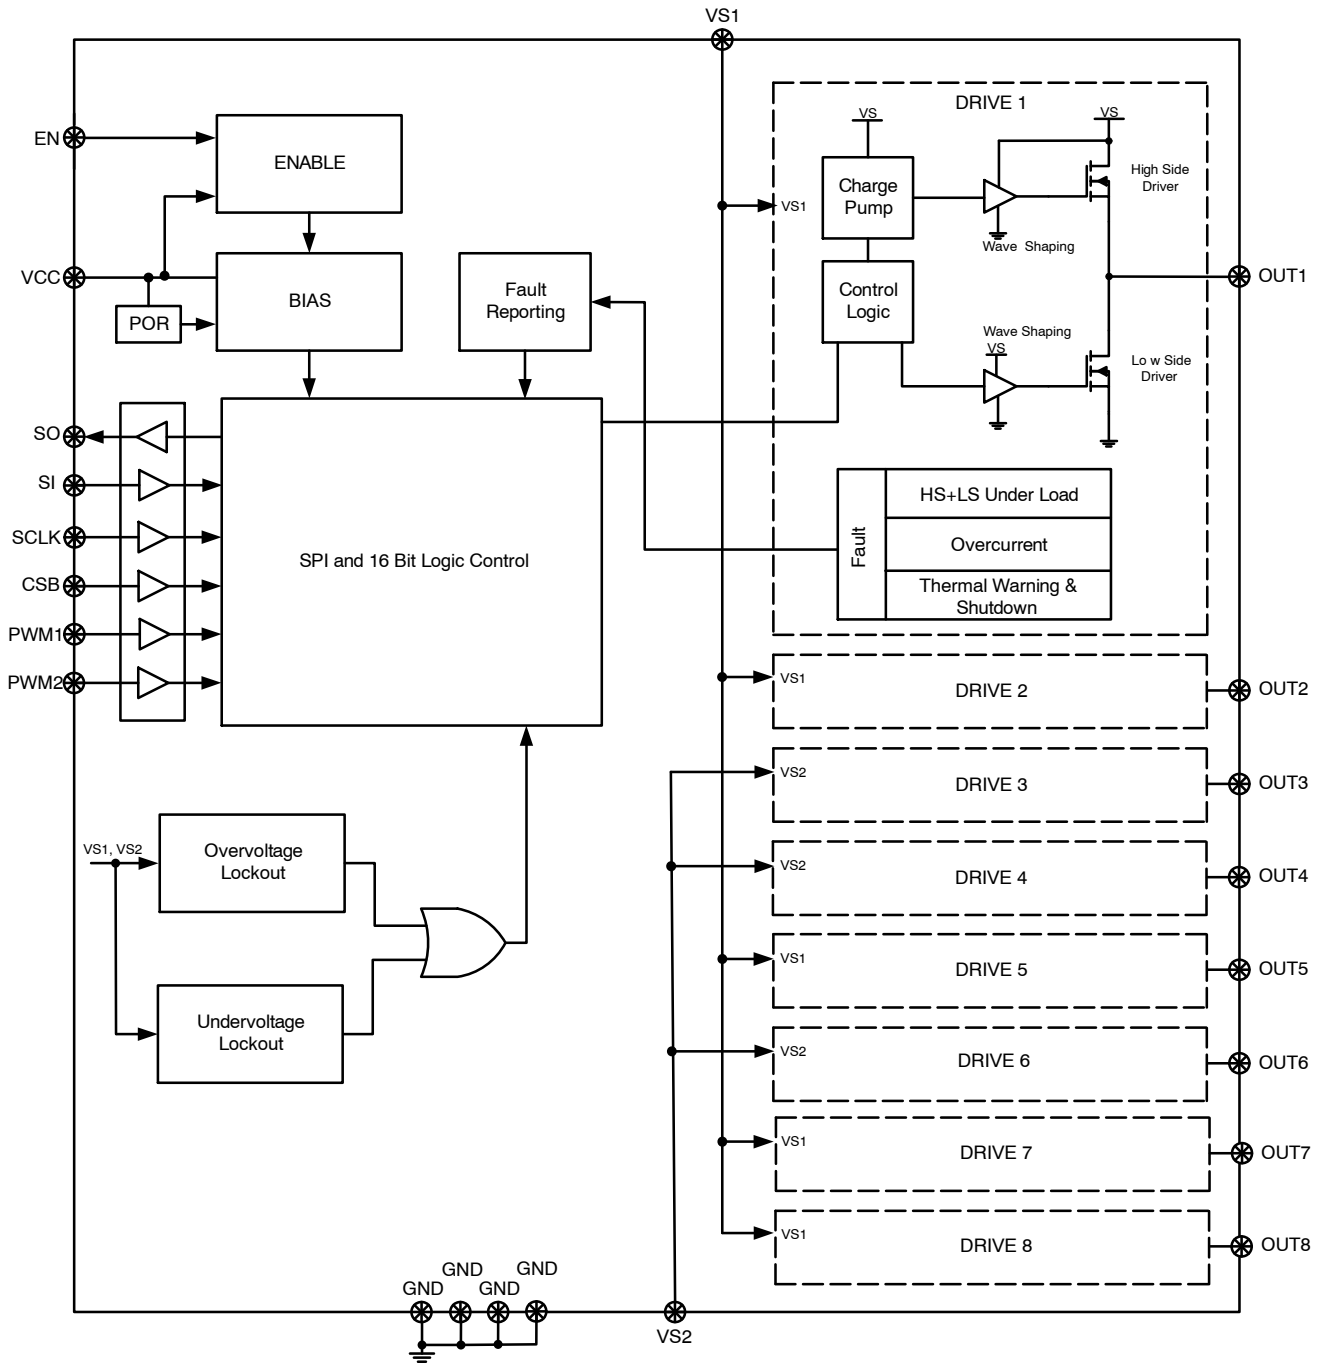 VS1
DRIVE 1
VS
VS
EN
ENABLE
Charge
Pump
High Side
Driver
VS1
Wave Shaping
VCC
BIAS
POR
Fault
Reporting
Control
Logic
OUT1
Wave Shaping
VS
Lo w Side
Driver
SO
SI
SCLK
CSB
PWM1
PWM2
SPI and 16 Bit Logic Control
Fault
HS+LS Under Load
Overcurrent
Thermal Warning &
Shutdown
VS1
DRIVE 2
OUT2
VS2
DRIVE 3
OUT3
VS1, VS2
Overvoltage
Lockout
VS2
DRIVE 4
OUT4
VS1
DRIVE 5
OUT5
Undervoltage
Lockout
VS2
DRIVE 6
OUT6
VS1
DRIVE 7
OUT7
VS1
DRIVE 8
OUT8
GND
GND
GND
GND
VS2